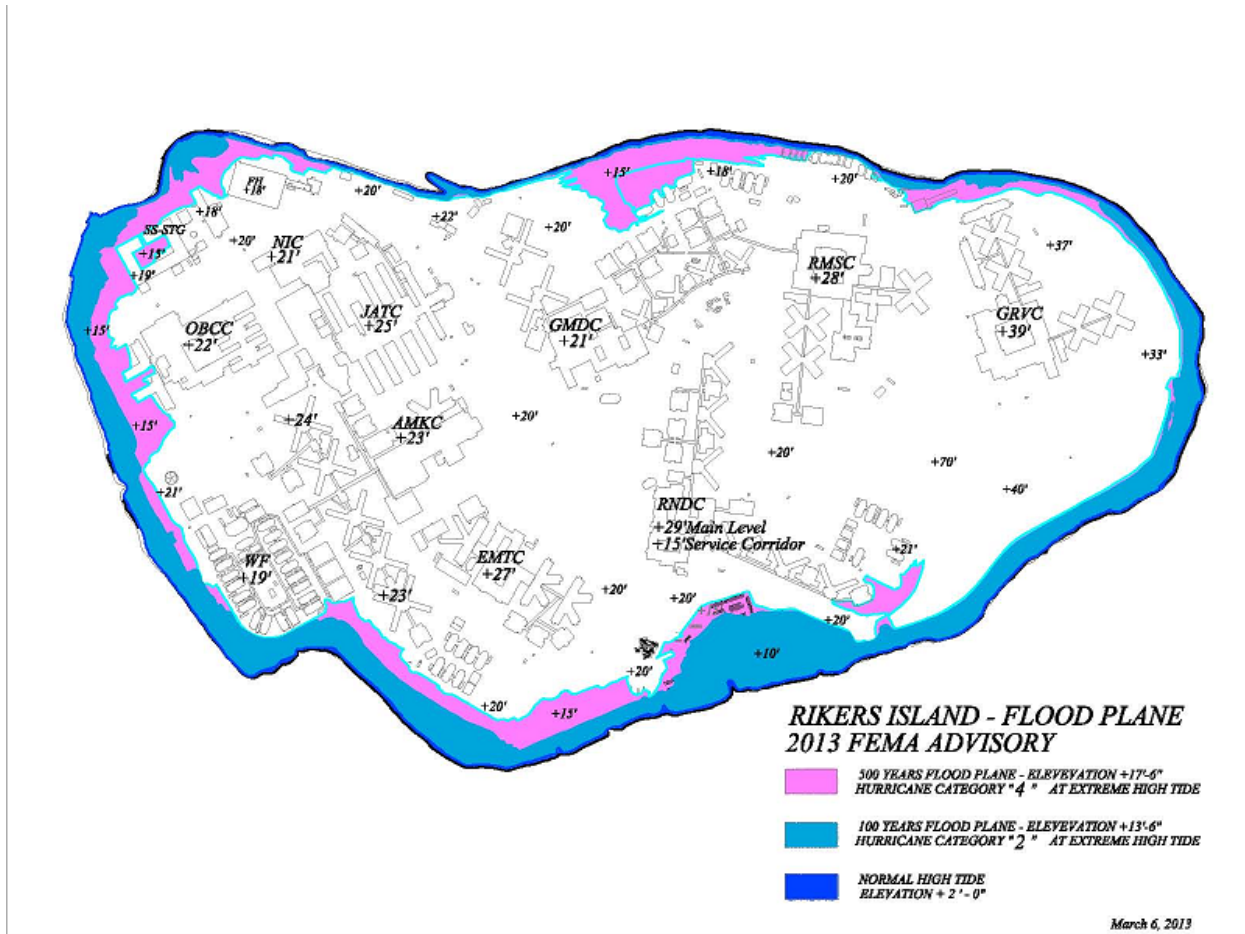 +15'
+18'
+20'
FH
+18'
+20'
+18'
+22'
SS-STG
+20'
+20'
+15'
NIC
+21'
+37'
+19'
RMSC
+28'
JATC
+25'
GRVC
+39'
+15'
OBCC
+22'
GMDC
+21'
+33'
+24'
+20'
+15'
AMKC
+23'
+20'
+70'
+21'
+40'
RNDC
+29'Main Level
+15'Service Corridor
+21'
WF
+19'
EMTC
+27'
+23'
+20'
+20'
+20'
+10'
+20'
+20'
+15'
RIKERS ISLAND - FLOOD PLANE
2013 FEMA ADVISORY
500 YEARS FLOOD PLANE - ELEVEVATION +17'-6"
HURRICANE CATEGORY "4 " AT EXTREME HIGH TIDE
100 YEARS FLOOD PLANE - ELEVEVATION +13'-6"
HURRICANE CATEGORY "2 " AT EXTREME HIGH TIDE
NORMAL HIGH TIDE
ELEVATION + 2 ' - 0"
March 6, 2013